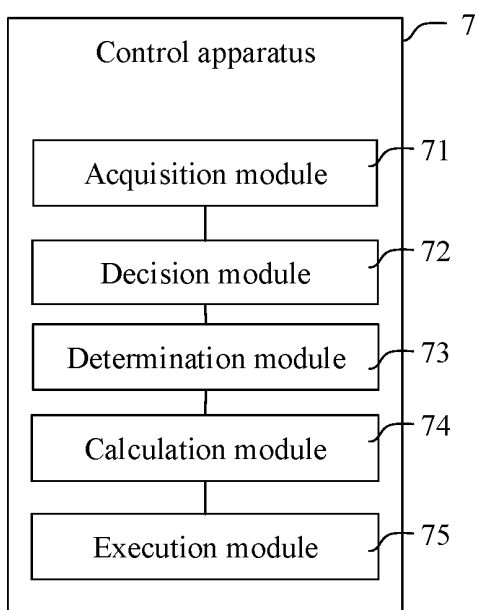 7
Control apparatus
71
Acquisition module
72
Decision module
Determination module
73
74
Calculation module
75
Execution module